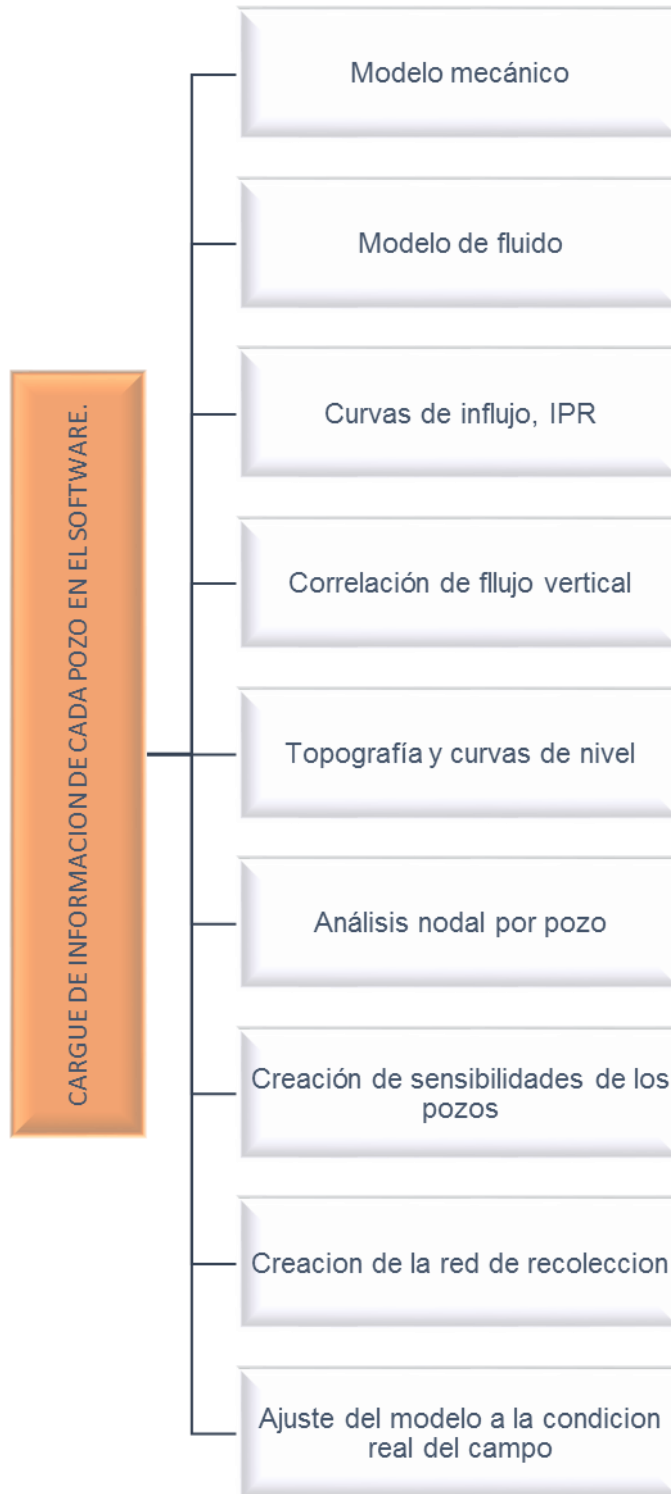 CARGUE DE INFORMACION DE CADA POZO EN EL SOFTWARE.
Modelo mecánico
Modelo de fluido
Curvas de influjo, IPR
Correlación de fllujo vertical
Topografía y curvas de nivel
Análisis nodal por pozo
Creación de sensibilidades de los
pozos
Creacion de la red de recoleccion
Ajuste del modelo a la condicion
real del campo